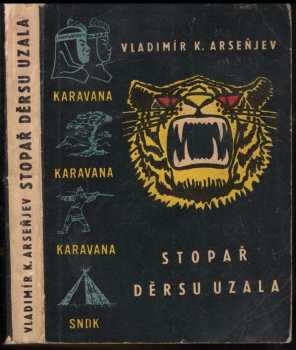 VLADIMÍR K. ARSEŇJEV STOPAŘ DĚRSU UZALA
VLADIMÍR K. ARSEŇJEV
KARAVANA
KARAVANA
KARAVANA
SNDK
STOPAŘ
DĚRSU UZALA